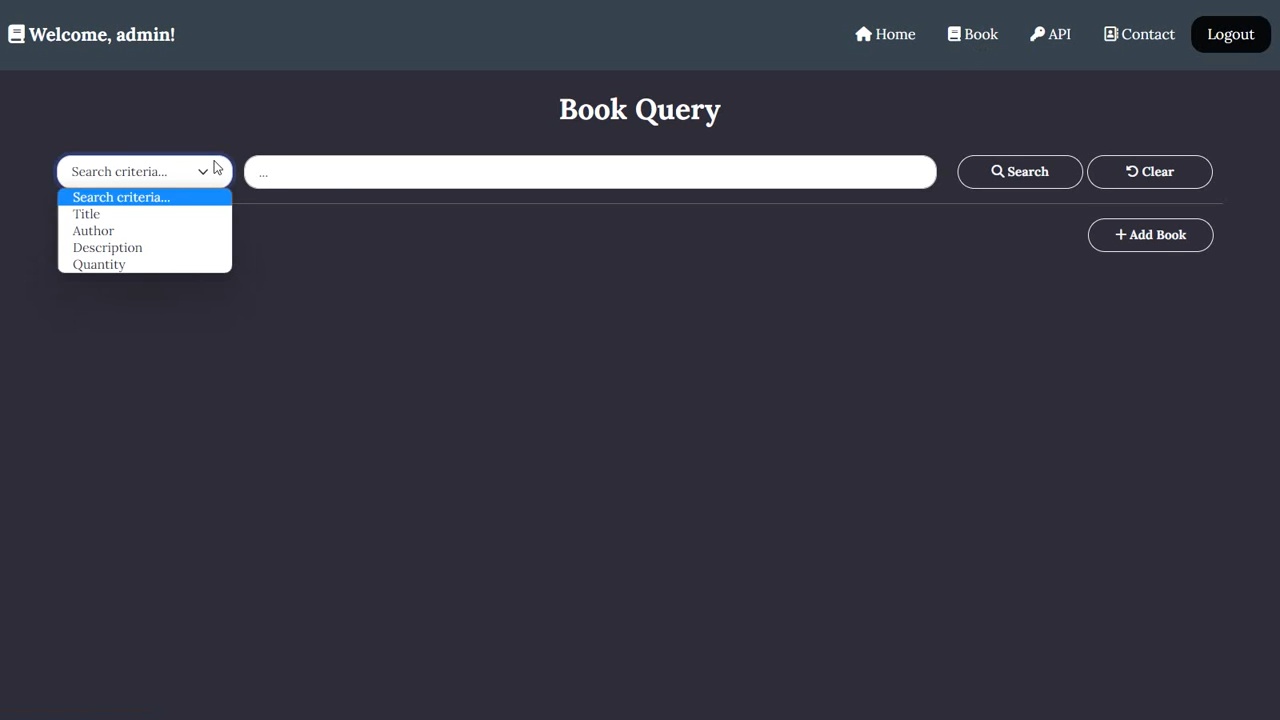 Welcome, admin!
Home
Book
API
Contact
Logout
Book Query
Search criteria...
...
Search
Clear
Search criteria...
Title
Author
Description
Quantity
+ Add Book